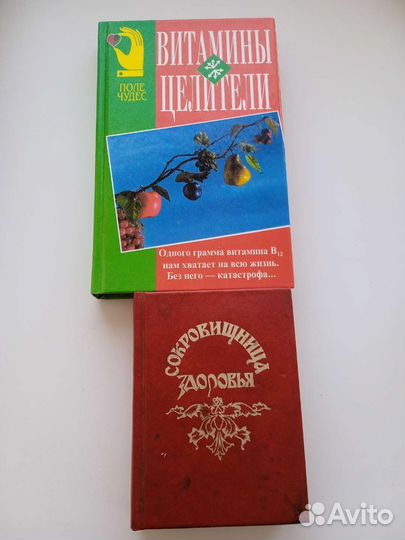 ВИТАМИНЫ
ЦЕЛИТЕЛИ
ПОЛЕ
ЧУДЕС
Одного грамма витамина B12
нам хватает на всю жизнь.
Без него — катастрофа...
СОКРОВИЩНИЦА
ЗДОРОВЬЯ
Avito